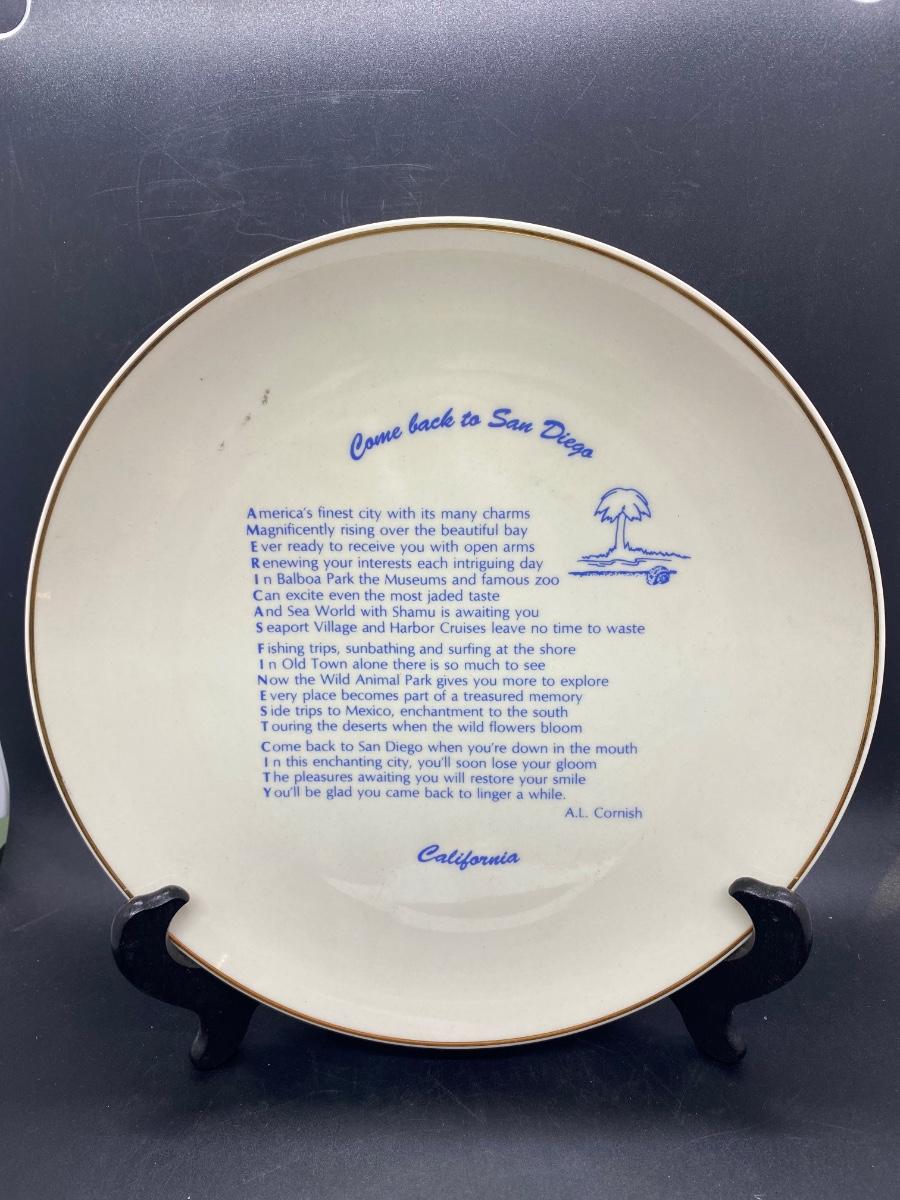 Come back to San Diego
America's finest city with its many charms
Magnificently rising over the beautiful bay
Ever ready to receive you with open arms
Renewing your interests each intriguing day
In Balboa Park the Museums and famous zoo
Can excite even the most jaded taste
And Sea World with Shamu is awaiting you
Seaport Village and Harbor Cruises leave no time to waste
Fishing trips, sunbathing and surfing at the shore
In Old Town alone there is so much to see
Now the Wild Animal Park gives you more to explore
Every place becomes part of a treasured memory
Side trips to Mexico, enchantment to the south
Touring the deserts when the wild flowers bloom
Come back to San Diego when you're down in the mouth
In this enchanting city, you'll soon lose your gloom
The pleasures awaiting you will restore your smile
You'll be glad you came back to linger a while.
A.L. Cornish
California